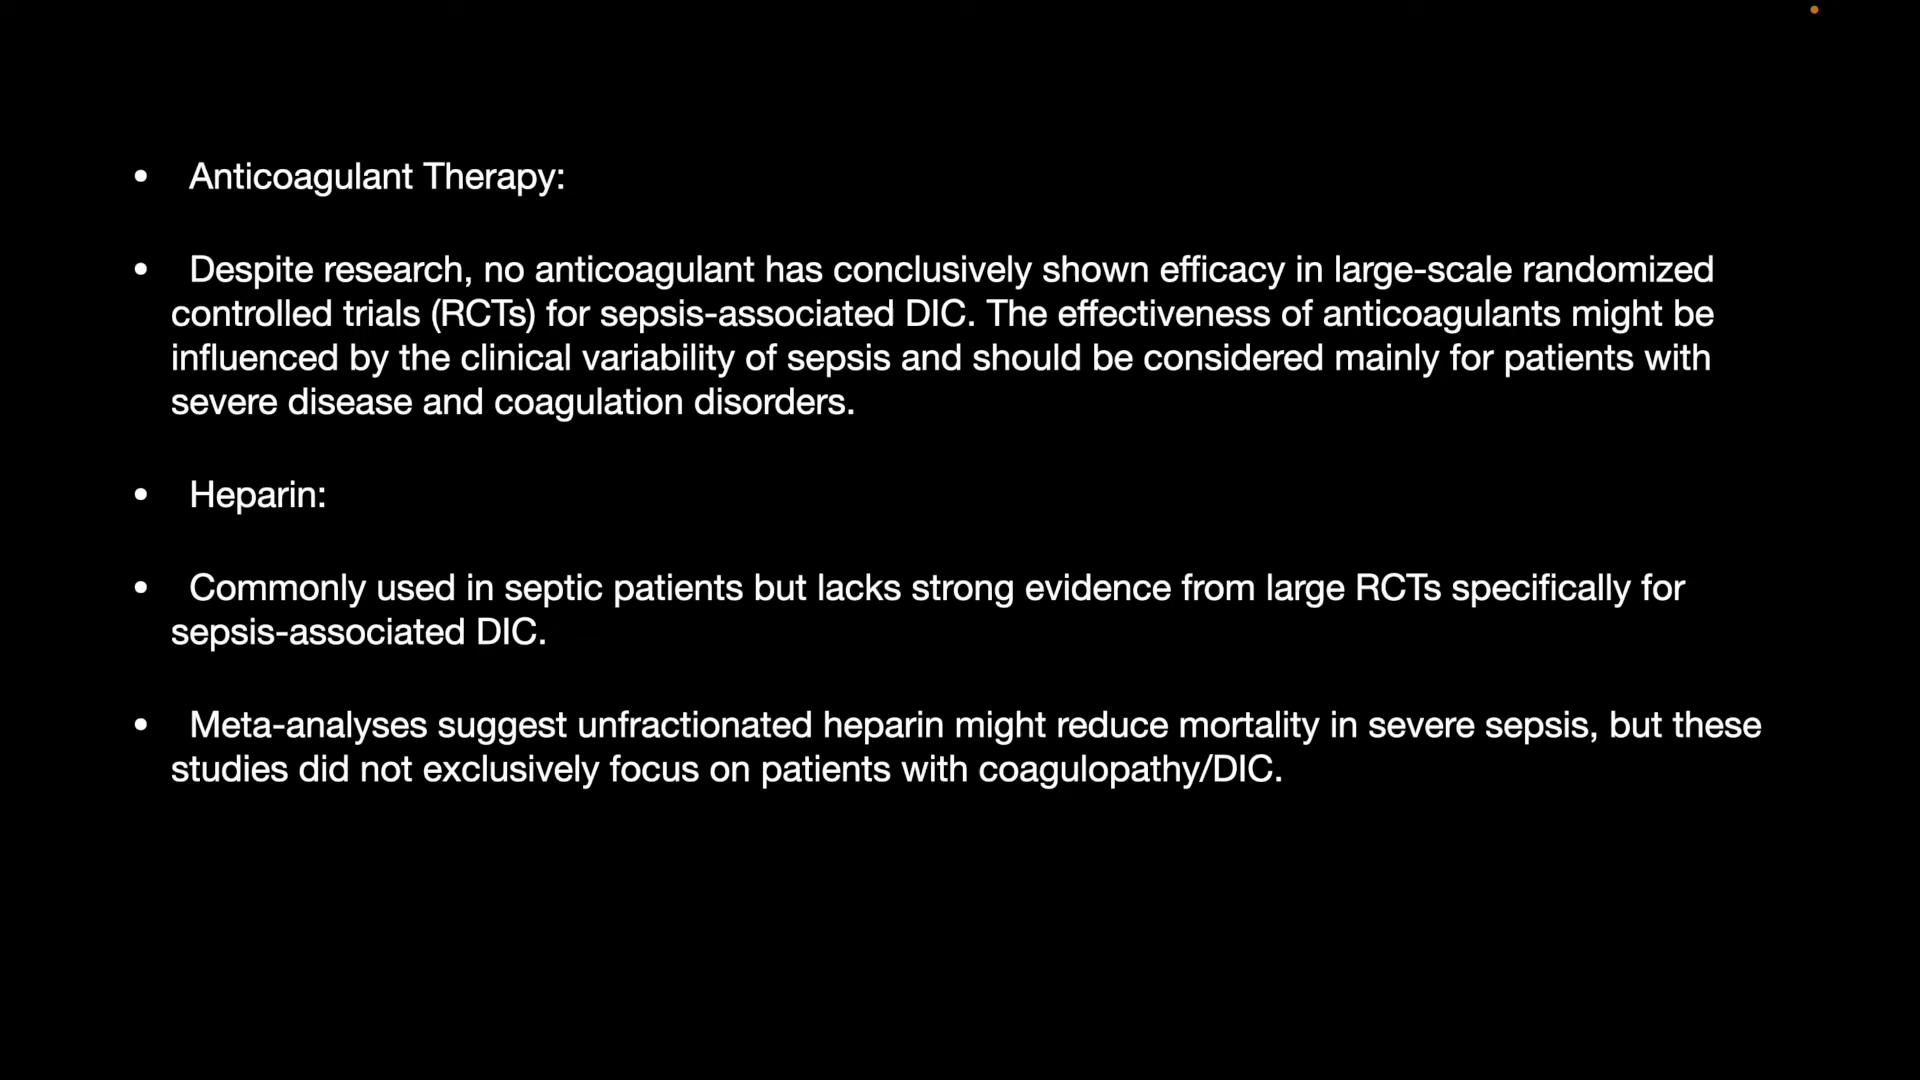 • Anticoagulant Therapy:
• Despite research, no anticoagulant has conclusively shown efficacy in large-scale randomized
controlled trials (RCTs) for sepsis-associated DIC. The effectiveness of anticoagulants might be
influenced by the clinical variability of sepsis and should be considered mainly for patients with
severe disease and coagulation disorders.
• Heparin:
• Commonly used in septic patients but lacks strong evidence from large RCTs specifically for
sepsis-associated DIC.
• Meta-analyses suggest unfractionated heparin might reduce mortality in severe sepsis, but these
studies did not exclusively focus on patients with coagulopathy/DIC.